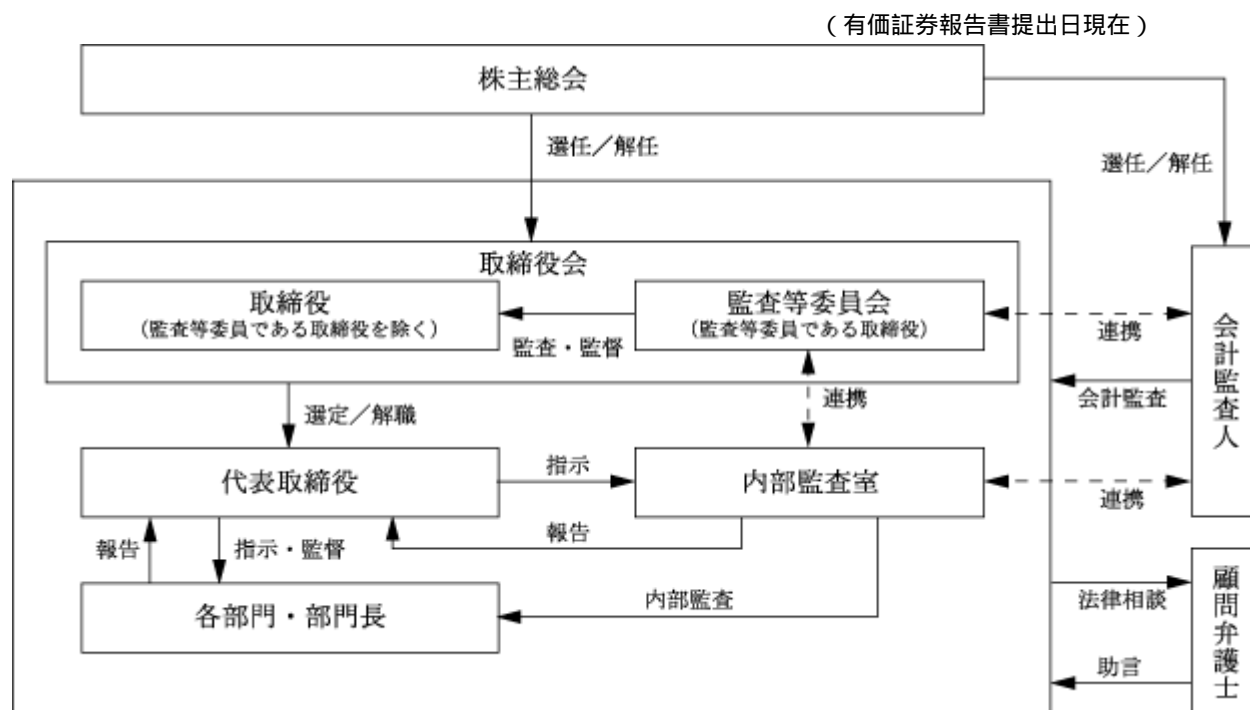 （有価証券報告書提出日現在）
株主総会
選任／解任
選任／解任
取締役会
取締役
（監査等委員である取締役を除く）
監査・監督
監査等委員会
（監査等委員である取締役）
連携
会計監査人
会計監査
連携
選定／解職
代表取締役
指示
内部監査室
連携
報告
報告
指示・監督
各部門・部門長
内部監査
法律相談
顧問弁護士
助言